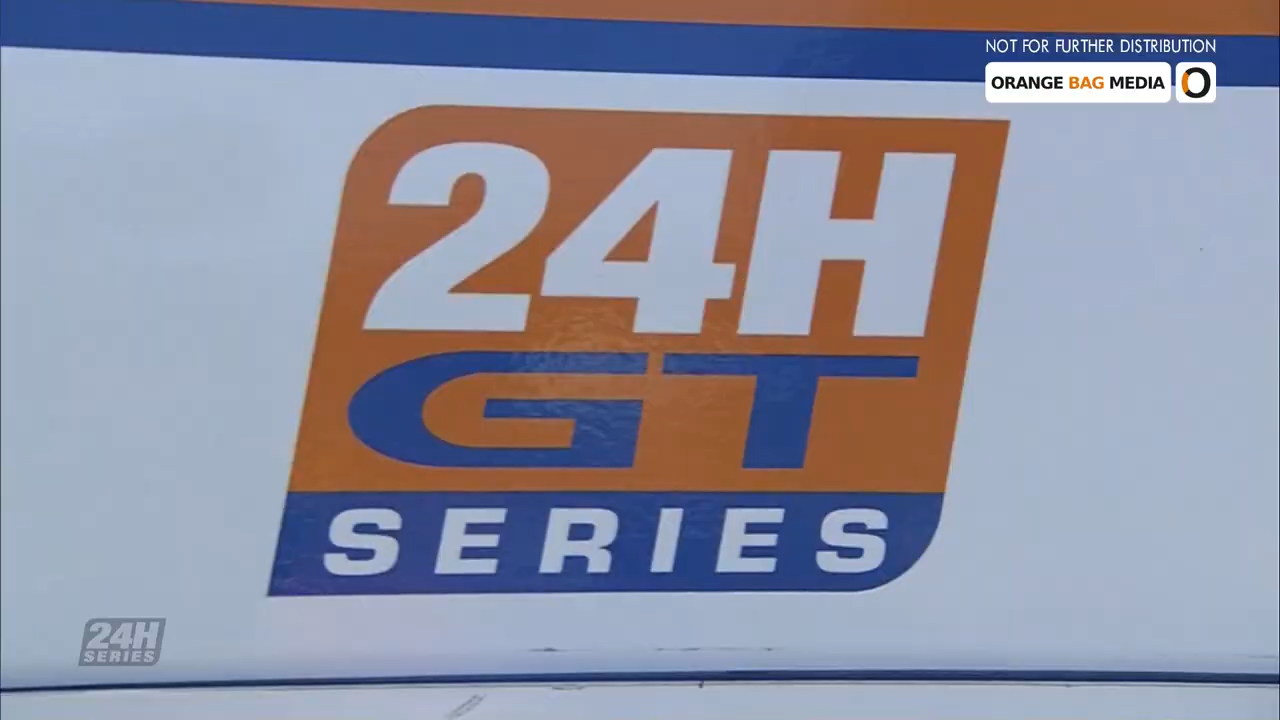 NOT FOR FURTHER DISTRIBUTION
ORANGE BAG MEDIA
24H
GT
SERIES
24H
SERIES